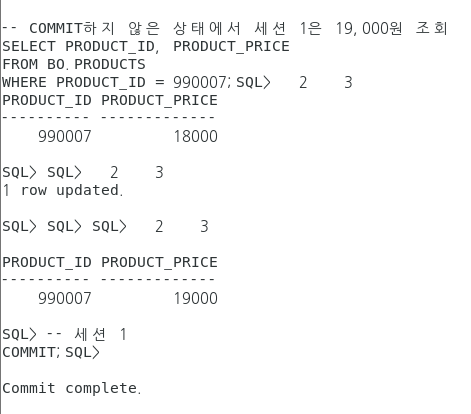 -- COMMIT하지 않은 상태에서 세션 1은 19,000원 조회
SELECT PRODUCT_ID, PRODUCT_PRICE
FROM BO.PRODUCTS
WHERE PRODUCT_ID = 990007;SQL>   2    3
PRODUCT_ID PRODUCT_PRICE
---------- -------------
    990007         18000
SQL> SQL>   2    3
1 row updated.
SQL> SQL> SQL>   2    3
PRODUCT_ID PRODUCT_PRICE
---------- -------------
    990007         19000
SQL> -- 세션 1
COMMIT;SQL>
Commit complete.